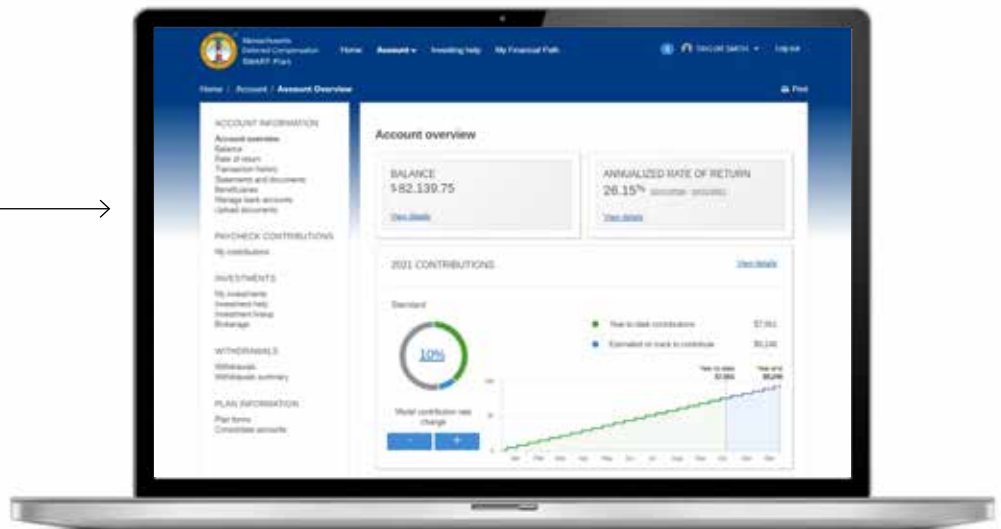 Massachusetts
Deferred Compensation
SMART Plan
Home Account Investing help My Financial Path
Log out
Home / Account / Account Overview
Print
ACCOUNT INFORMATION
Account overview
Balance
Rate of return
Transaction history
Statements and documents
Beneficiaries
Manage bank accounts
Upload documents
PAYCHECK CONTRIBUTIONS
My contributions
INVESTMENTS
My investments
Investment help
Investment lineup
Brokerage
WITHDRAWALS
Withdrawals
Withdrawals summary
PLAN INFORMATION
Plan forms
Consolidate accounts
Account overview
BALANCE
$82,139.75
View details
ANNUALIZED RATE OF RETURN
26.15%
View details
2021 CONTRIBUTIONS
View details
Standard
10%
Model contribution rate
change
- +
Year-to-date contributions
Estimated on track to contribute
Year to date